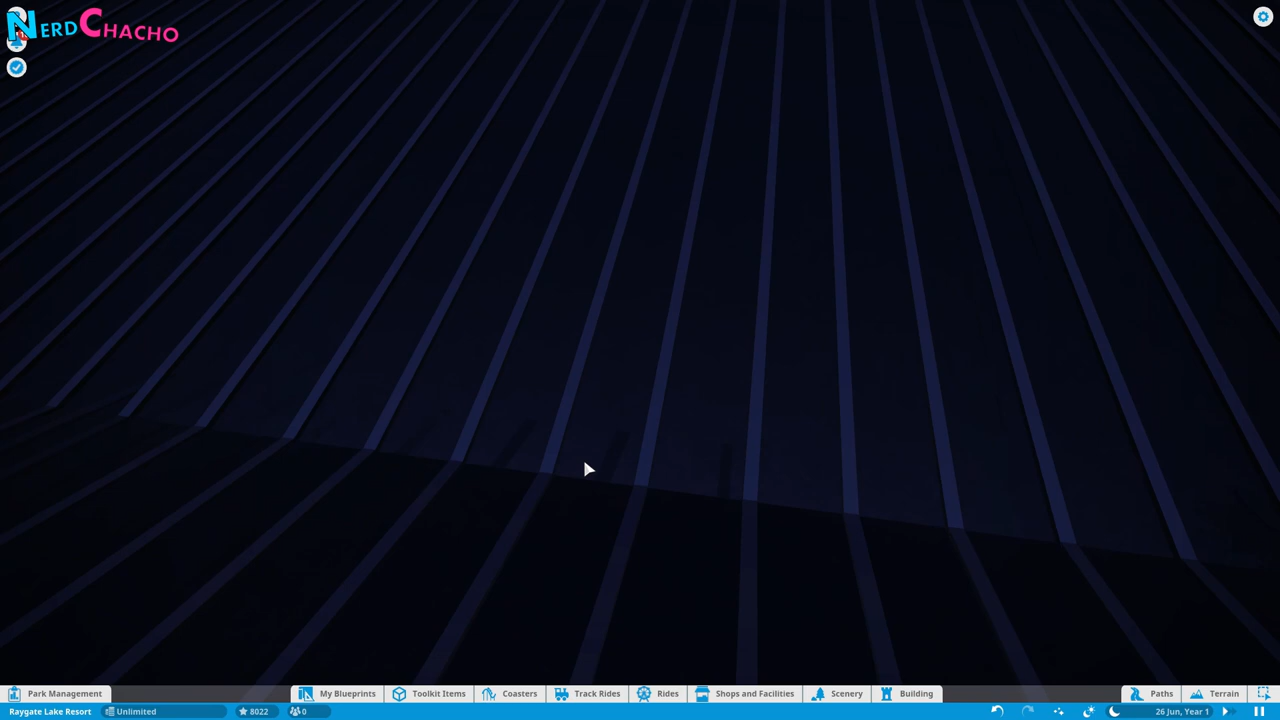 NERDCHACHO
Park Management
My Blueprints
Toolkit Items
Coasters
Track Rides
Rides
Shops and Facilities
Scenery
Building
Paths
Terrain
Raygate Lake Resort
Unlimited
8022
0
26 Jun, Year 1